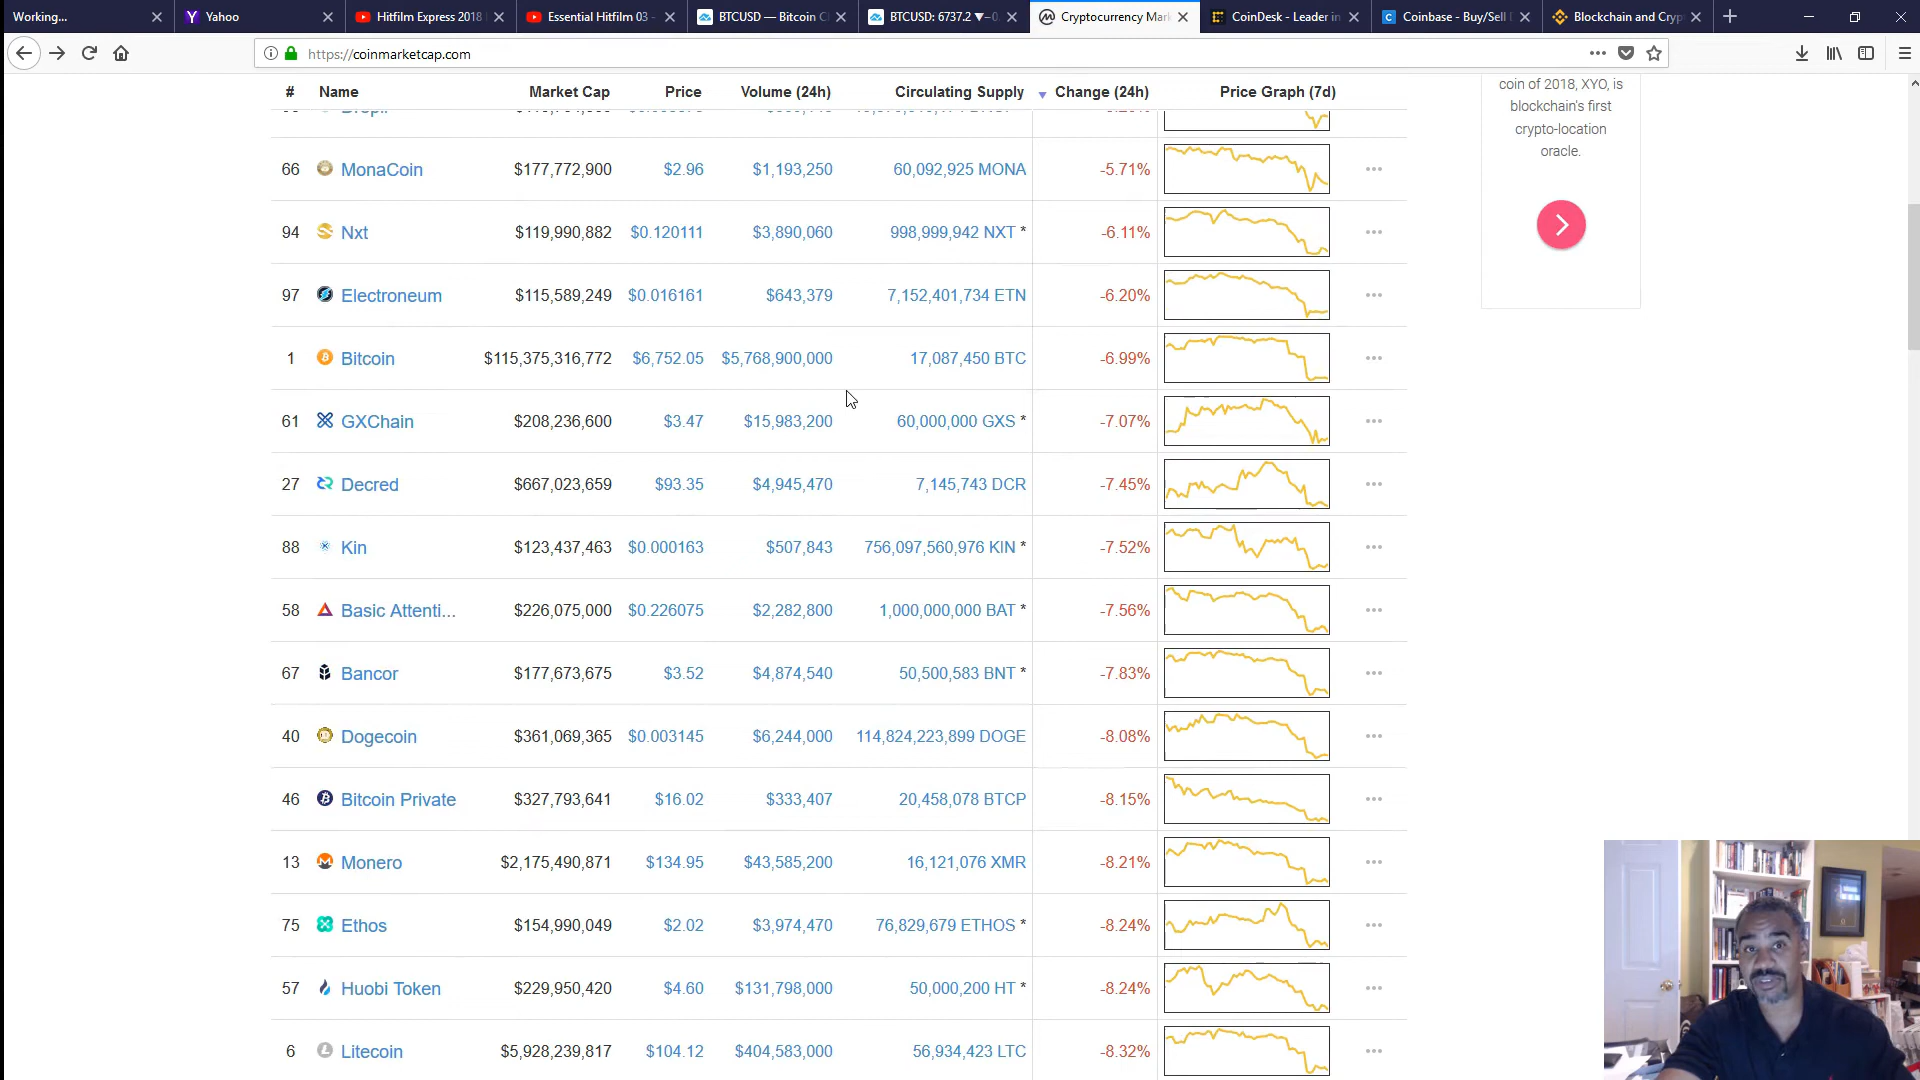 Working...
Yahoo
Hitfilm Express 2018
Essential Hitfilm 03 -
BTCUSD — Bitcoin C
BTCUSD: 6737.2 ▼−0
Cryptocurrency Mar
CoinDesk - Leader in
Coinbase - Buy/Sell
Blockchain and Cryp
https://coinmarketcap.com
# Name Market Cap Price Volume (24h) Circulating Supply Change (24h) Price Graph (7d)
66 MonaCoin $177,772,900 $2.96 $1,193,250 60,092,925 MONA -5.71%
94 Nxt $119,990,882 $0.120111 $3,890,060 998,999,942 NXT * -6.11%
97 Electroneum $115,589,249 $0.016161 $643,379 7,152,401,734 ETN -6.20%
1 Bitcoin $115,375,316,772 $6,752.05 $5,768,900,000 17,087,450 BTC -6.99%
61 GXChain $208,236,600 $3.47 $15,983,200 60,000,000 GXS * -7.07%
27 Decred $667,023,659 $93.35 $4,945,470 7,145,743 DCR -7.45%
88 Kin $123,437,463 $0.000163 $507,843 756,097,560,976 KIN * -7.52%
58 Basic Attenti... $226,075,000 $0.226075 $2,282,800 1,000,000,000 BAT * -7.56%
67 Bancor $177,673,675 $3.52 $4,874,540 50,500,583 BNT * -7.83%
40 Dogecoin $361,069,365 $0.003145 $6,244,000 114,824,223,899 DOGE -8.08%
46 Bitcoin Private $327,793,641 $16.02 $333,407 20,458,078 BTCP -8.15%
13 Monero $2,175,490,871 $134.95 $43,585,200 16,121,076 XMR -8.21%
75 Ethos $154,990,049 $2.02 $3,974,470 76,829,679 ETHOS * -8.24%
57 Huobi Token $229,950,420 $4.60 $131,798,000 50,000,200 HT * -8.24%
6 Litecoin $5,928,239,817 $104.12 $404,583,000 56,934,423 LTC -8.32%
coin of 2018, XYO, is
blockchain's first
crypto-location
oracle.